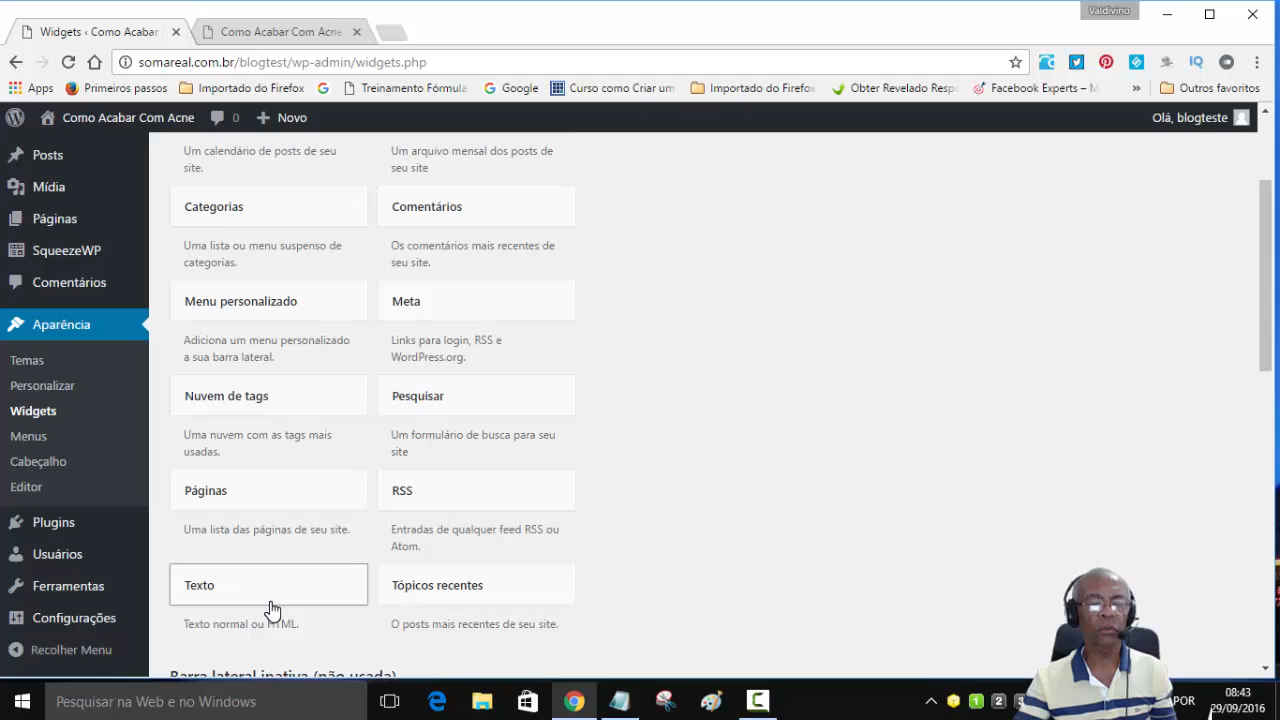 Valdivino
Widgets ‹ Como Acabar
Como Acabar Com Acne
somareal.com.br/blogtest/wp-admin/widgets.php
Apps
Primeiros passos
Importado do Firefox
Treinamento Fórmula
Google
Curso como Criar um
Importado do Firefox
Obter Revelado Resp
Facebook Experts – M
»
Outros favoritos
Como Acabar Com Acne
0
Novo
Olá, blogteste
Posts
Mídia
Páginas
SqueezeWP
Comentários
Aparência
Temas
Personalizar
Widgets
Menus
Cabeçalho
Editor
Plugins
Usuários
Ferramentas
Configurações
Recolher Menu
Um calendário de posts de seu
site.
Um arquivo mensal dos posts de
seu site
Categorias
Comentários
Uma lista ou menu suspenso de
categorias.
Os comentários mais recentes de
seu site.
Menu personalizado
Meta
Adiciona um menu personalizado
a sua barra lateral.
Links para login, RSS e
WordPress.org.
Nuvem de tags
Pesquisar
Uma nuvem com as tags mais
usadas.
Um formulário de busca para seu
site
Páginas
RSS
Uma lista das páginas de seu site.
Entradas de qualquer feed RSS ou
Atom.
Texto
Tópicos recentes
Texto normal ou HTML.
O posts mais recentes de seu site.
Barra lateral inativa (não usada)
Pesquisar na Web e no Windows
1
2
3
POR
08:43
29/09/2016